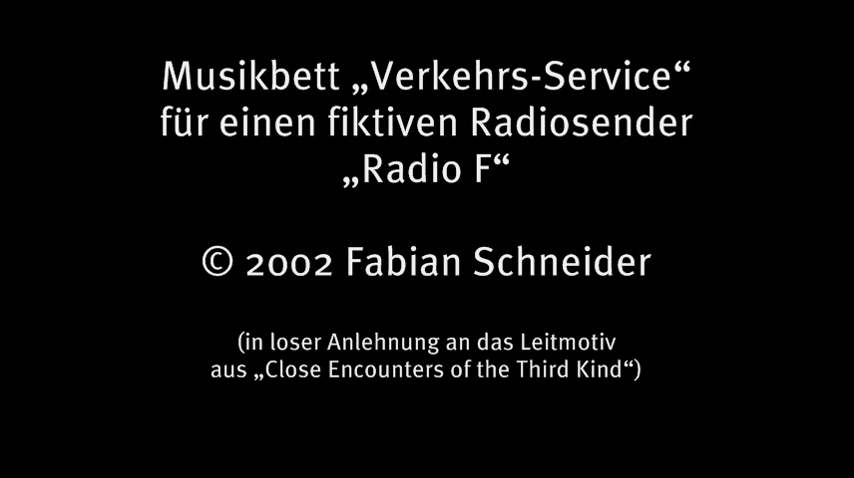 Musikbett „Verkehrs-Service“
für einen fiktiven Radiosender
„Radio F“
© 2002 Fabian Schneider
(in loser Anlehnung an das Leitmotiv
aus „Close Encounters of the Third Kind“)